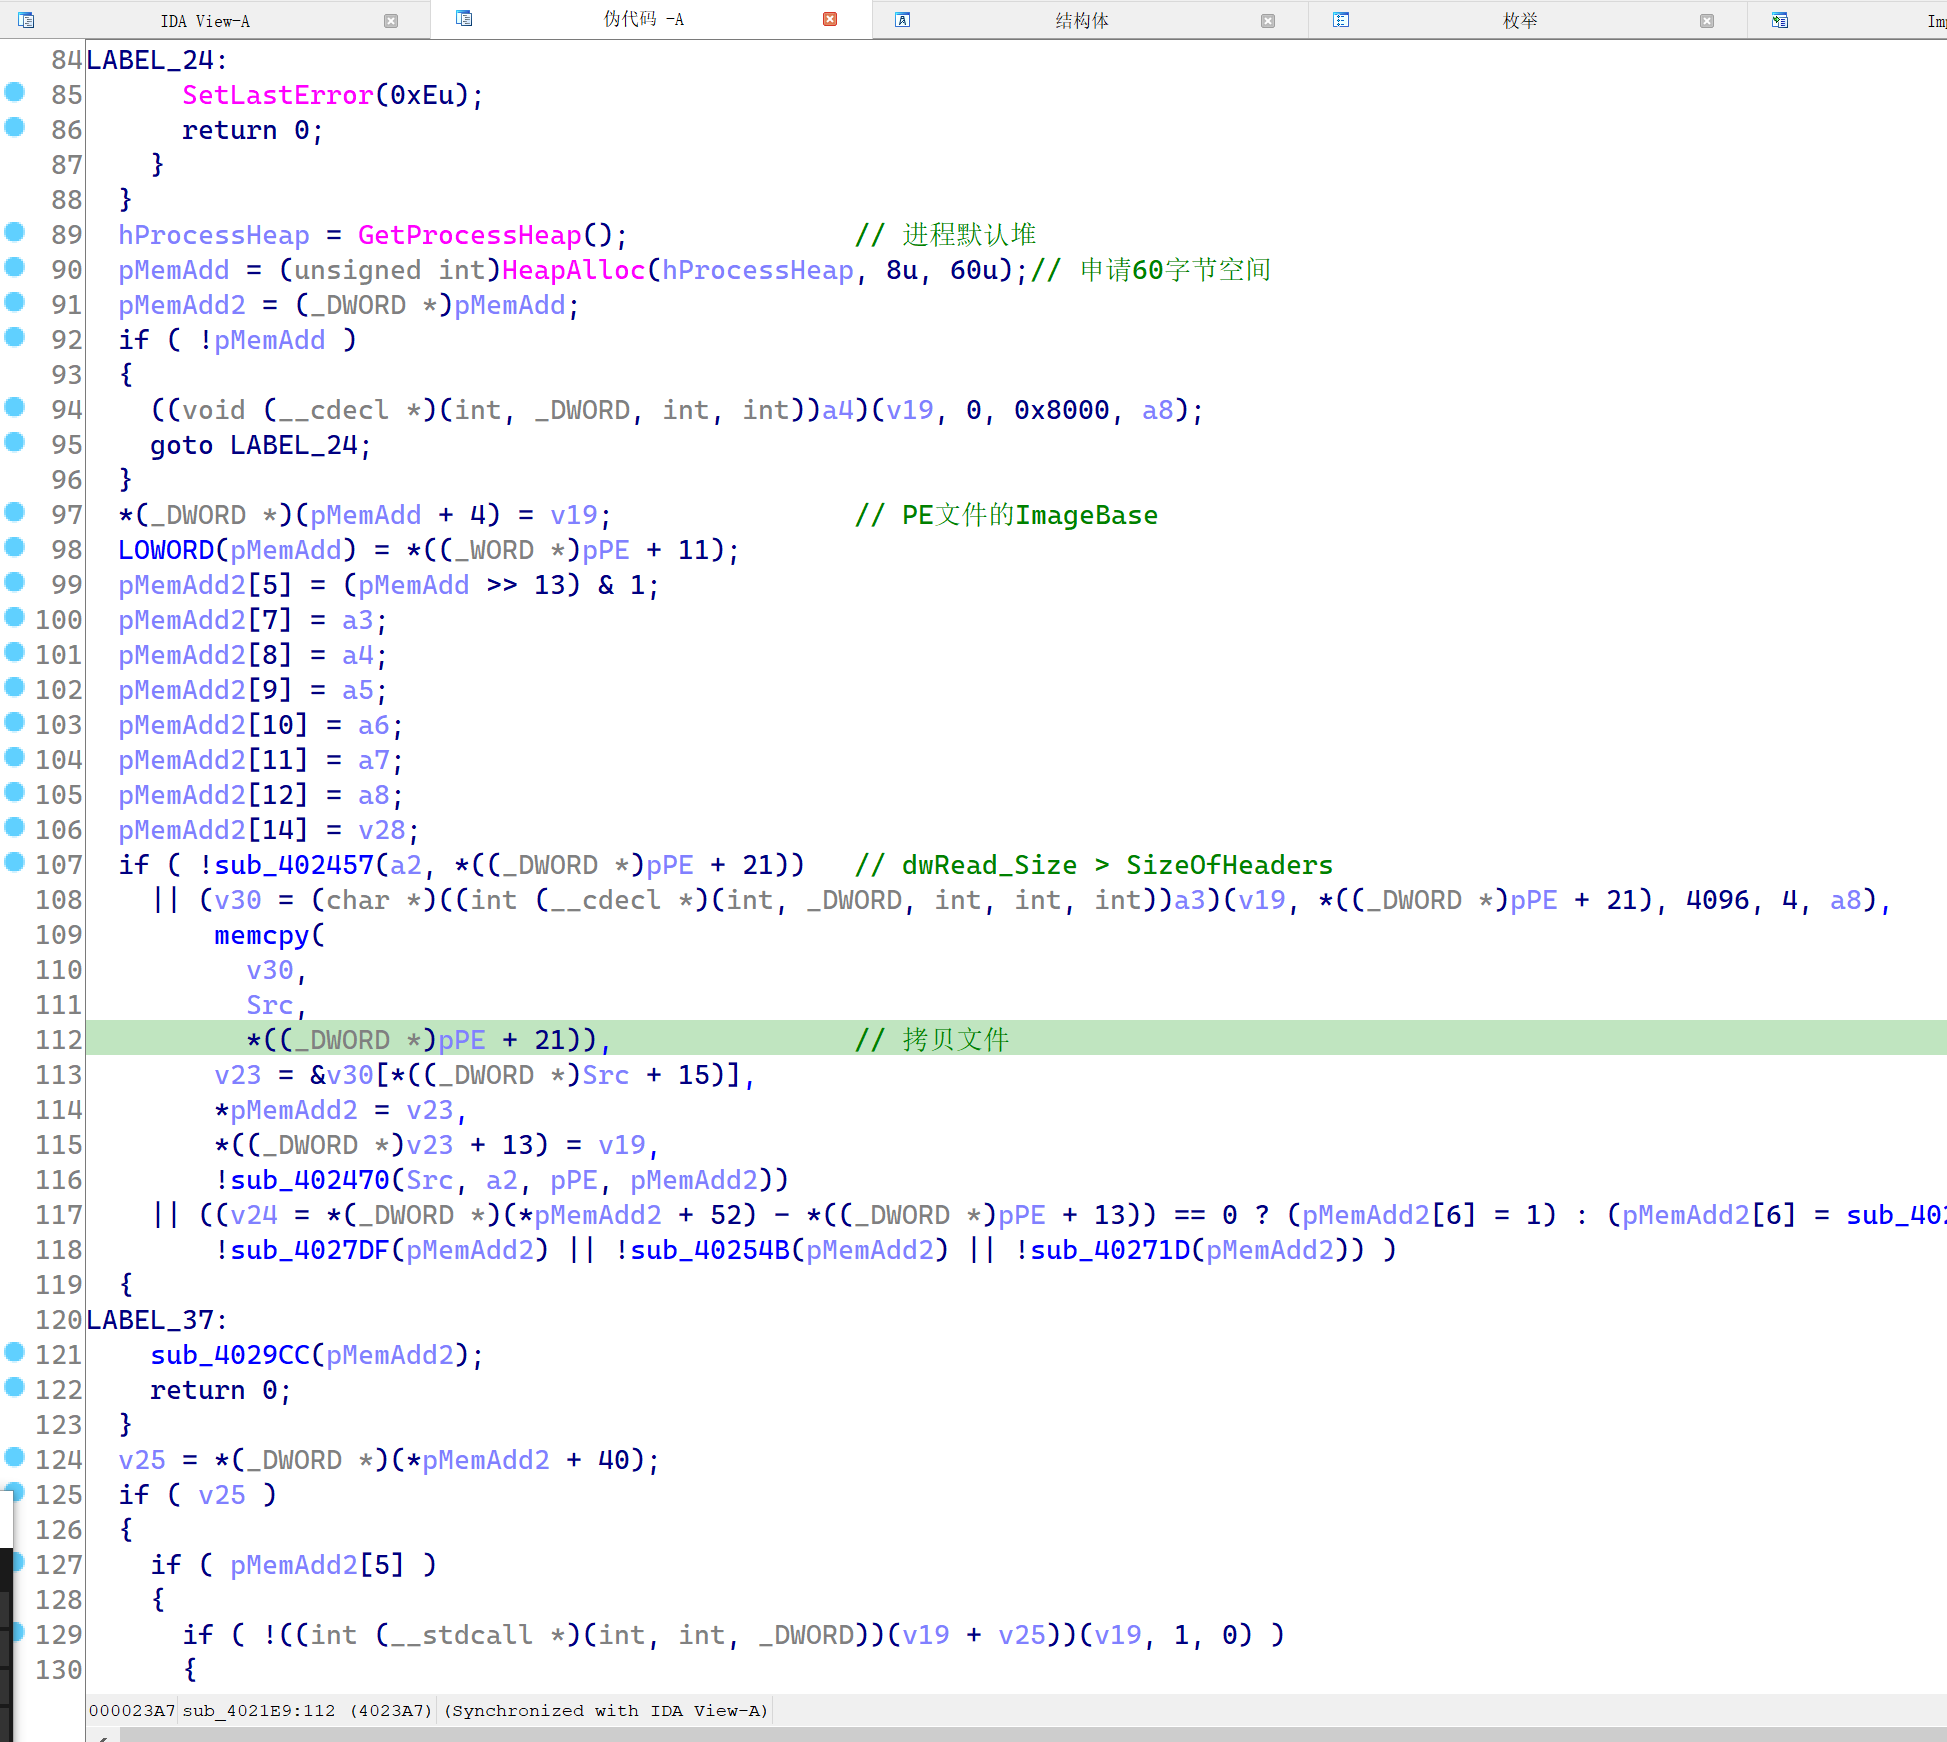 IDA View-A
伪代码 -A
结构体
枚举
84 LABEL_24:
85 SetLastError(0xEu);
86 return 0;
87 }
88 }
89 hProcessHeap = GetProcessHeap(); // 进程默认堆
90 pMemAdd = (unsigned int)HeapAlloc(hProcessHeap, 8u, 60u);// 申请60字节空间
91 pMemAdd2 = (_DWORD *)pMemAdd;
92 if ( !pMemAdd )
93 {
94 ((void (__cdecl *)(int, _DWORD, int, int))a4)(v19, 0, 0x8000, a8);
95 goto LABEL_24;
96 }
97 *(_DWORD *)(pMemAdd + 4) = v19; // PE文件的ImageBase
98 LOWORD(pMemAdd) = *((_WORD *)pPE + 11);
99 pMemAdd2[5] = (pMemAdd >> 13) & 1;
100 pMemAdd2[7] = a3;
101 pMemAdd2[8] = a4;
102 pMemAdd2[9] = a5;
103 pMemAdd2[10] = a6;
104 pMemAdd2[11] = a7;
105 pMemAdd2[12] = a8;
106 pMemAdd2[14] = v28;
107 if ( !sub_402457(a2, *((_DWORD *)pPE + 21)) // dwRead_Size > SizeOfHeaders
108 || (v30 = (char *)((int (__cdecl *)(int, _DWORD, int, int, int))a3)(v19, *((_DWORD *)pPE + 21), 4096, 4, a8),
109 memcpy(
110 v30,
111 Src,
112 *((_DWORD *)pPE + 21)), // 拷贝文件
113 v23 = &v30[*((_DWORD *)Src + 15)],
114 *pMemAdd2 = v23,
115 *((_DWORD *)v23 + 13) = v19,
116 !sub_402470(Src, a2, pPE, pMemAdd2))
117 || ((v24 = *(_DWORD *)(*pMemAdd2 + 52) - *((_DWORD *)pPE + 13)) == 0 ? (pMemAdd2[6] = 1) : (pMemAdd2[6] =
118 !sub_4027DF(pMemAdd2) || !sub_40254B(pMemAdd2) || !sub_40271D(pMemAdd2)) )
119 {
120 LABEL_37:
121 sub_4029CC(pMemAdd2);
122 return 0;
123 }
124 v25 = *(_DWORD *)(*pMemAdd2 + 40);
125 if ( v25 )
126 {
127 if ( pMemAdd2[5] )
128 {
129 if ( !((int (__stdcall *)(int, int, _DWORD))(v19 + v25))(v19, 1, 0) )
130 {
000023A7 sub_4021E9:112 (4023A7) (Synchronized with IDA View-A)